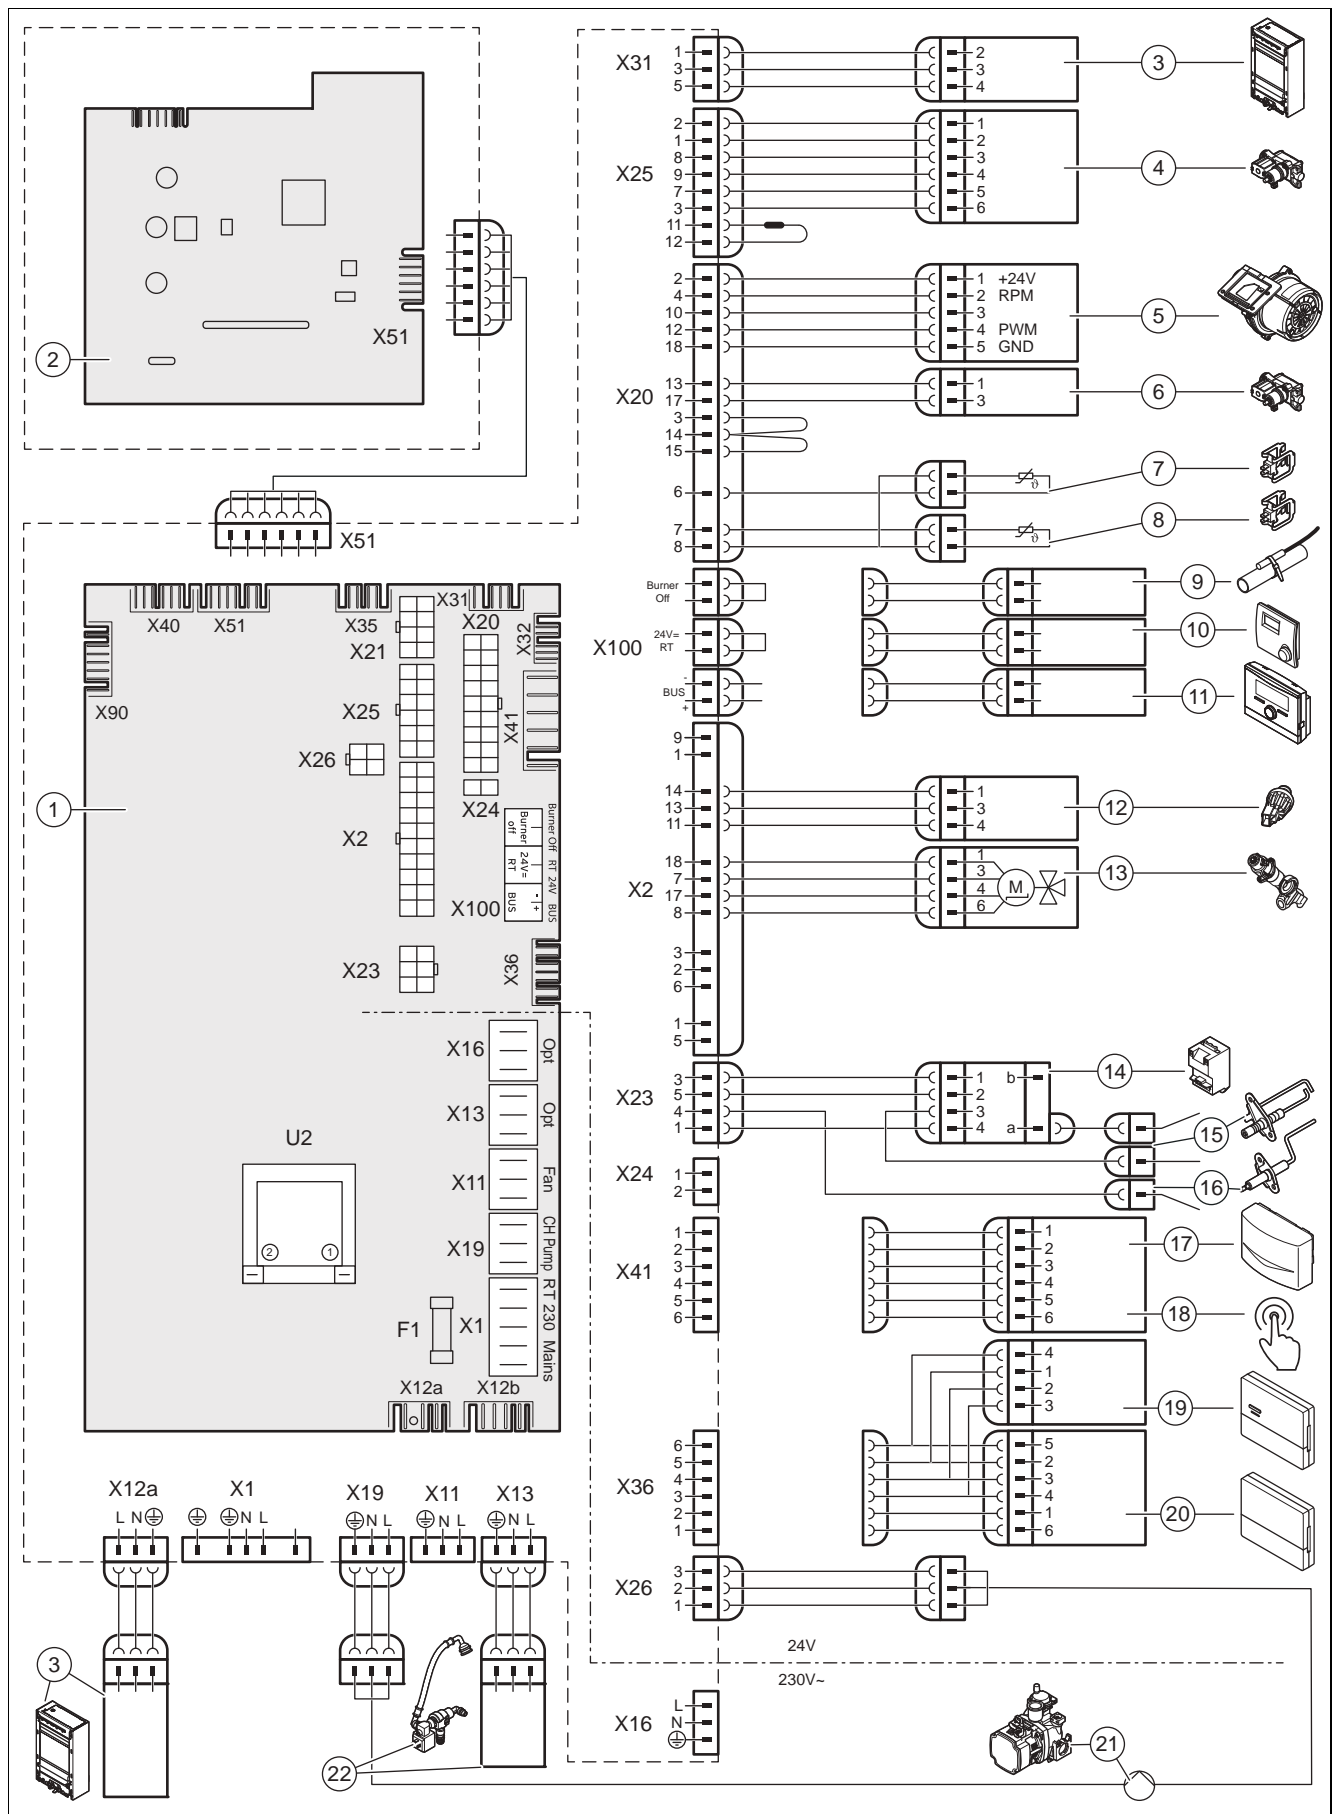 X51
2
X51
X31
1 2
3 3
5 4
3
X25
2 1
1 2
8 3
9 4
7 5
3 6
11
12
4
X20
2 1 +24V
4 2 RPM
10 3
12 4 PWM
18 5 GND
5
13 1
17 3
6
3
14
15
6
ϑ
7
7
8
ϑ
8
X100
Burner
Off
9
24V=
RT
10
-
BUS
+
11
X2
9
1
14 1
13 3
11 4
12
18 1
7 3
17 4
8 6
M
13
3
2
6
1
5
X23
3 1 b
5 2
4 3
1 4 a
14
15
16
X24
1
2
X41
1 1
2 2
3 3
4 4
5 5
6 6
17
18
4
1
2
3
19
X36
6 5
5 2
4 3
3 4
2 1
1 6
20
X26
3
2
1
24V
230V~
X16
L
N
21
1
X40 X51 X35 X31
X21 X20 X32
X90
X25 X41
X26
X24
X2
X100
Burner off 24V= RT BUS - +
Burner Off RT 24V BUS
X23 X36
X16 Opt
X13 Opt
X11 Fan
X19 CH Pump
X1 RT 230 Mains
U2
2 1
F1
X12a X12b
X12a X1 X19 X11 X13
L N N L N L N L N L
3
22